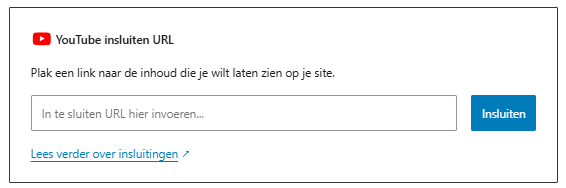 YouTube insluiten URL
Plak een link naar de inhoud die je wilt laten zien op je site.
In te sluiten URL hier invoeren...
Insluiten
Lees verder over insluitingen ↗